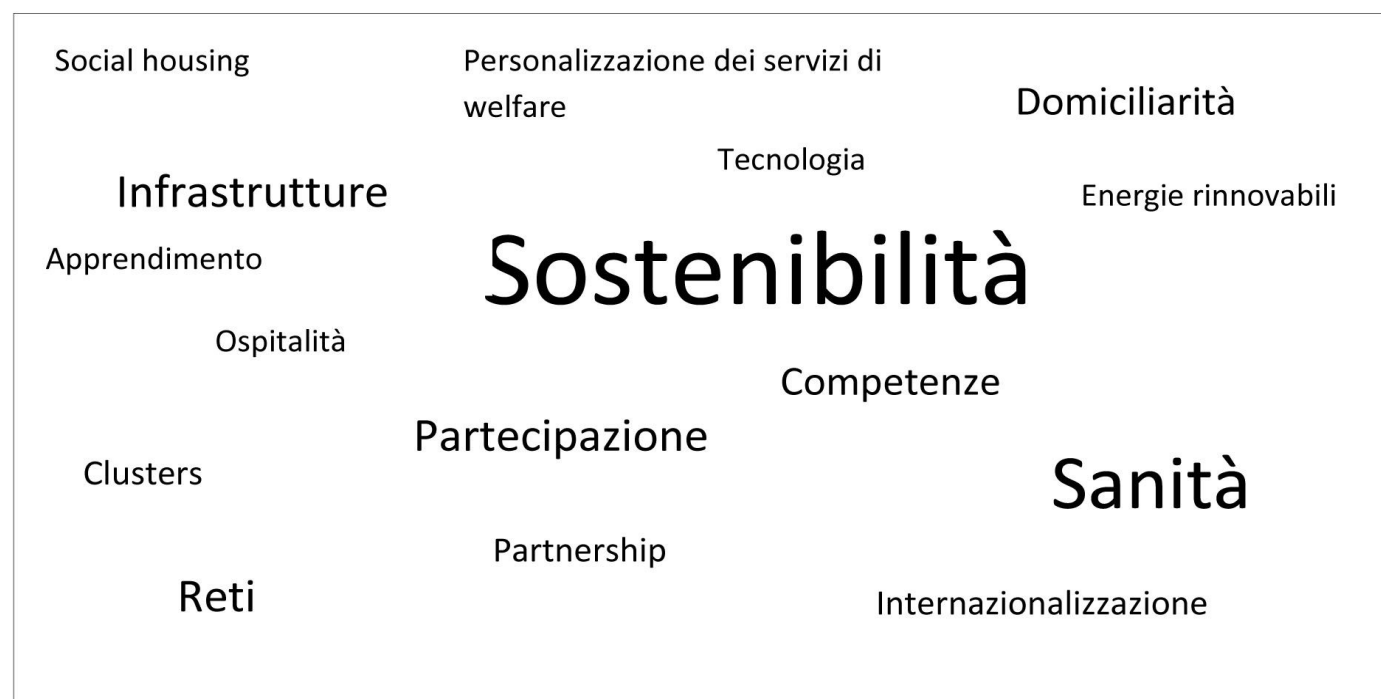 Social housing
Personalizzazione dei servizi di
welfare
Domiciliarità
Tecnologia
Infrastrutture
Energie rinnovabili
Apprendimento
Sostenibilità
Ospitalità
Competenze
Partecipazione
Clusters
Sanità
Partnership
Reti
Internazionalizzazione